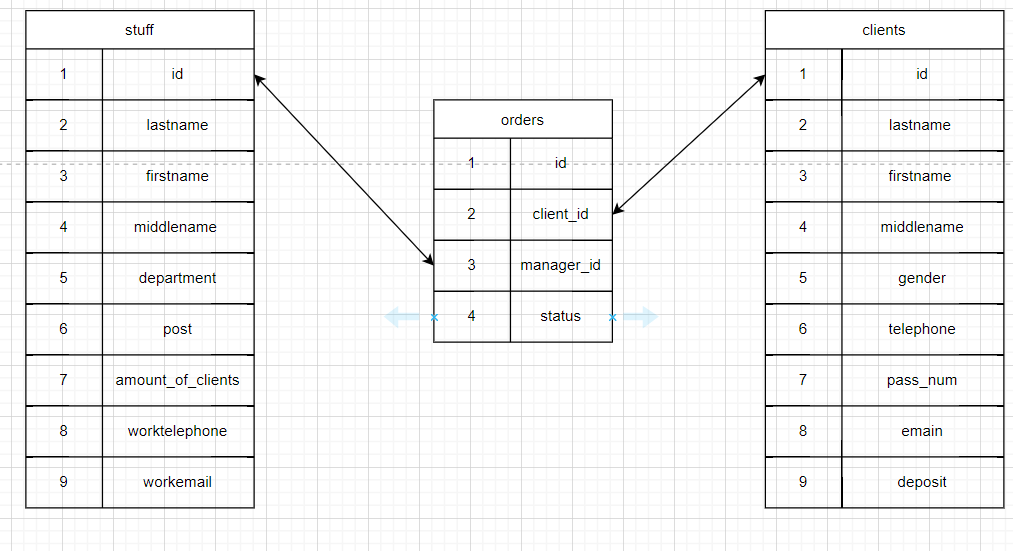 stuff
1 id
2 lastname
3 firstname
4 middlename
5 department
6 post
7 amount_of_clients
8 worktelephone
9 workemail
orders
1 id
2 client_id
3 manager_id
4 status
clients
1 id
2 lastname
3 firstname
4 middlename
5 gender
6 telephone
7 pass_num
8 emain
9 deposit